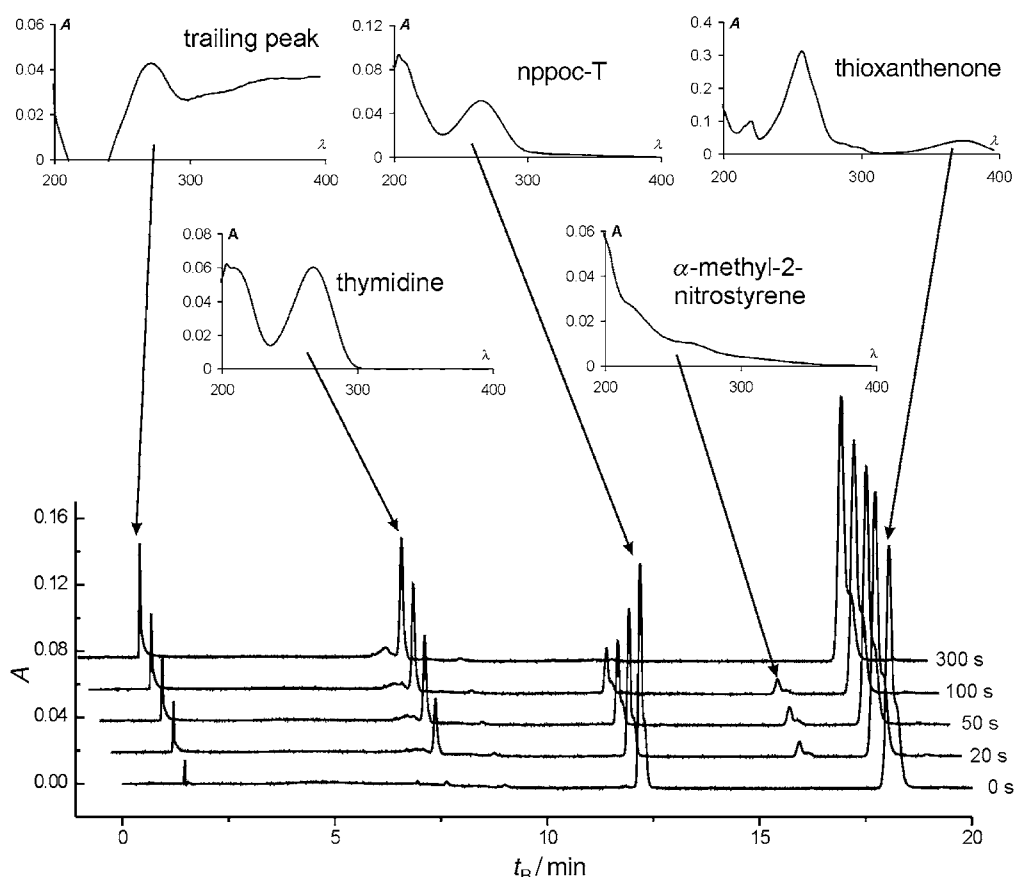 0.06 A
0.04
0.02
0
200 300 400
λ
trailing peak
0.12 A
0.08
0.04
0
200 300 400
λ
nppoc-T
0.4 A
0.3
0.2
0.1
0
200 300 400
λ
thioxanthenone
0.08 A
0.06
0.04
0.02
0
200 300 400
λ
thymidine
0.06 A
0.04
0.02
0
200 300 400
λ
α-methyl-2-
nitrostyrene
0.16
0.12
0.08
0.04
0.00
A
300 s
100 s
50 s
20 s
0 s
0 5 10 15 20
tR/min